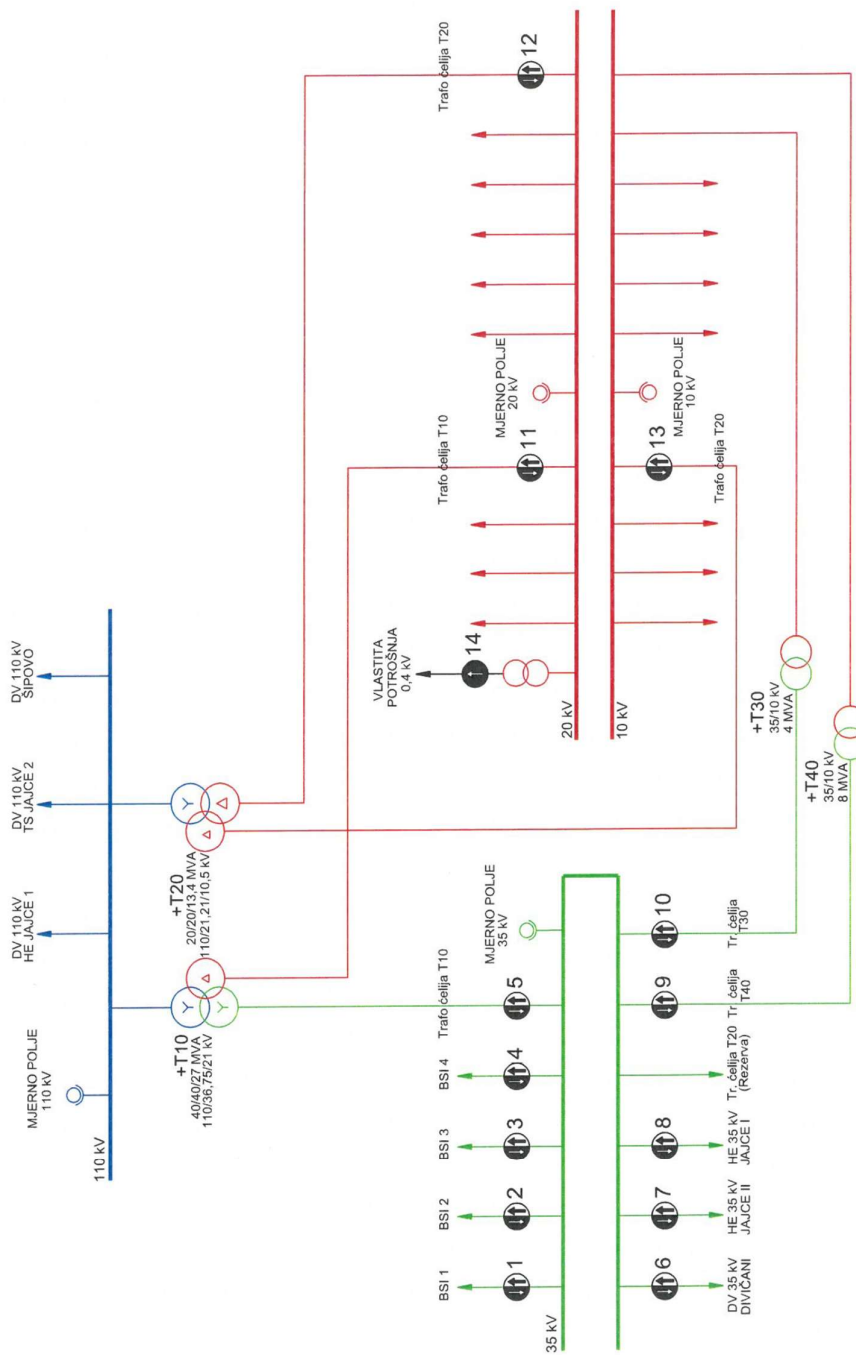 MJERNO POLJE
110 kV
DV 110 kV
HE JAJCE 1
DV 110 kV
TS JAJCE 2
DV 110 kV
ŠIPOVO
110 kV
+T10
40/40/27 MVA
110/36,75/21 kV
+T20
20/20/13,4 MVA
110/21,21/10,5 kV
BSI 1
BSI 2
BSI 3
BSI 4
Trafo ćelija T10
MJERNO POLJE
35 kV
1
2
3
4
5
35 kV
6
7
8
9
10
DV 35 kV
DIVIČANI
HE 35 kV
JAJCE II
HE 35 kV
JAJCE I
Tr. ćelija T20
(Rezerva)
Tr. ćelija
T40
Tr. ćelija
T30
VLASTITA
POTROŠNJA
0,4 kV
14
Trafo ćelija T10
11
MJERNO POLJE
20 kV
Trafo ćelija T20
12
20 kV
10 kV
13
Trafo ćelija T20
MJERNO POLJE
10 kV
+T30
35/10 kV
4 MVA
+T40
35/10 kV
8 MVA